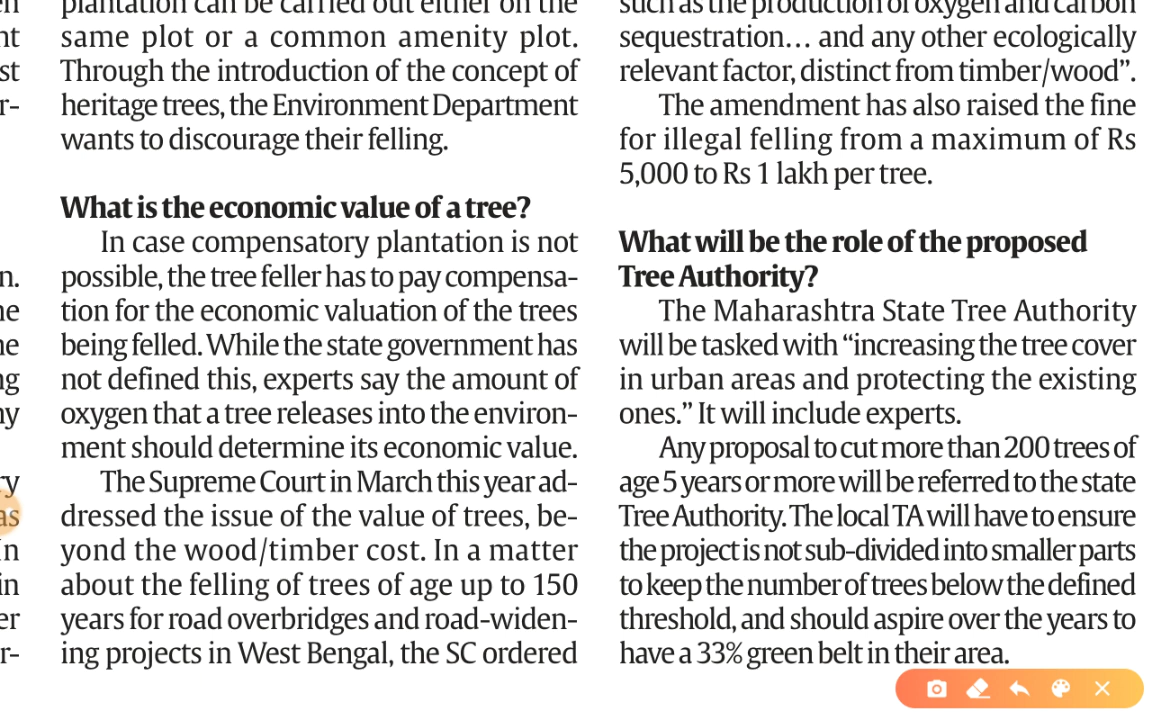 plantation can be carried out either on the
same plot or a common amenity plot.
Through the introduction of the concept of
heritage trees, the Environment Department
wants to discourage their felling.
What is the economic value of a tree?
In case compensatory plantation is not
possible, the tree feller has to pay compensa-
tion for the economic valuation of the trees
being felled. While the state government has
not defined this, experts say the amount of
oxygen that a tree releases into the environ-
ment should determine its economic value.
The Supreme Court in March this year ad-
dressed the issue of the value of trees, be-
yond the wood/timber cost. In a matter
about the felling of trees of age up to 150
years for road overbridges and road-widen-
ing projects in West Bengal, the SC ordered
such as the production of oxygen and carbon
sequestration... and any other ecologically
relevant factor, distinct from timber/wood”.
The amendment has also raised the fine
for illegal felling from a maximum of Rs
5,000 to Rs 1 lakh per tree.
What will be the role of the proposed
Tree Authority?
The Maharashtra State Tree Authority
will be tasked with “increasing the tree cover
in urban areas and protecting the existing
ones.” It will include experts.
Any proposal to cut more than 200 trees of
age 5 years or more will be referred to the state
Tree Authority. The local TA will have to ensure
the project is not sub-divided into smaller parts
to keep the number of trees below the defined
threshold, and should aspire over the years to
have a 33% green belt in their area.